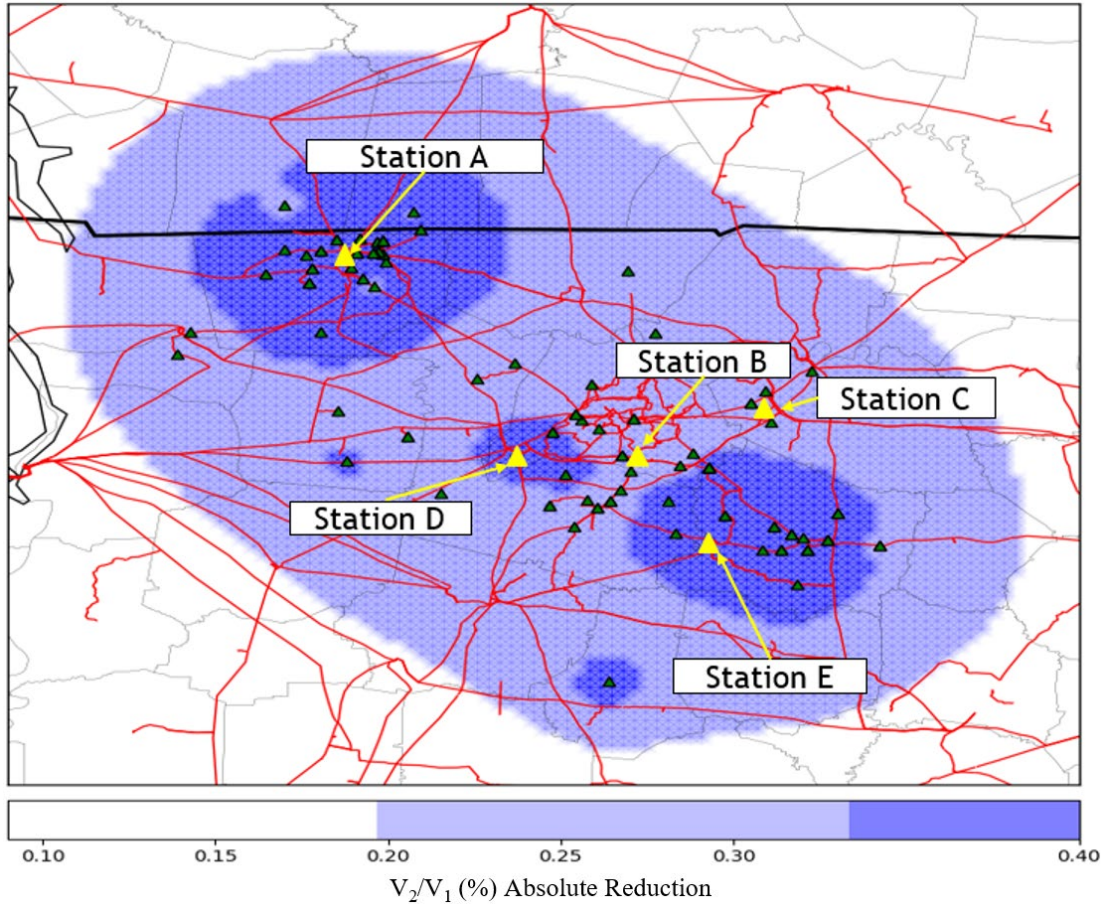 Station A
Station B
Station C
Station D
Station E
0.10 0.15 0.20 0.25 0.30 0.40
V₂/V₁ (%) Absolute Reduction